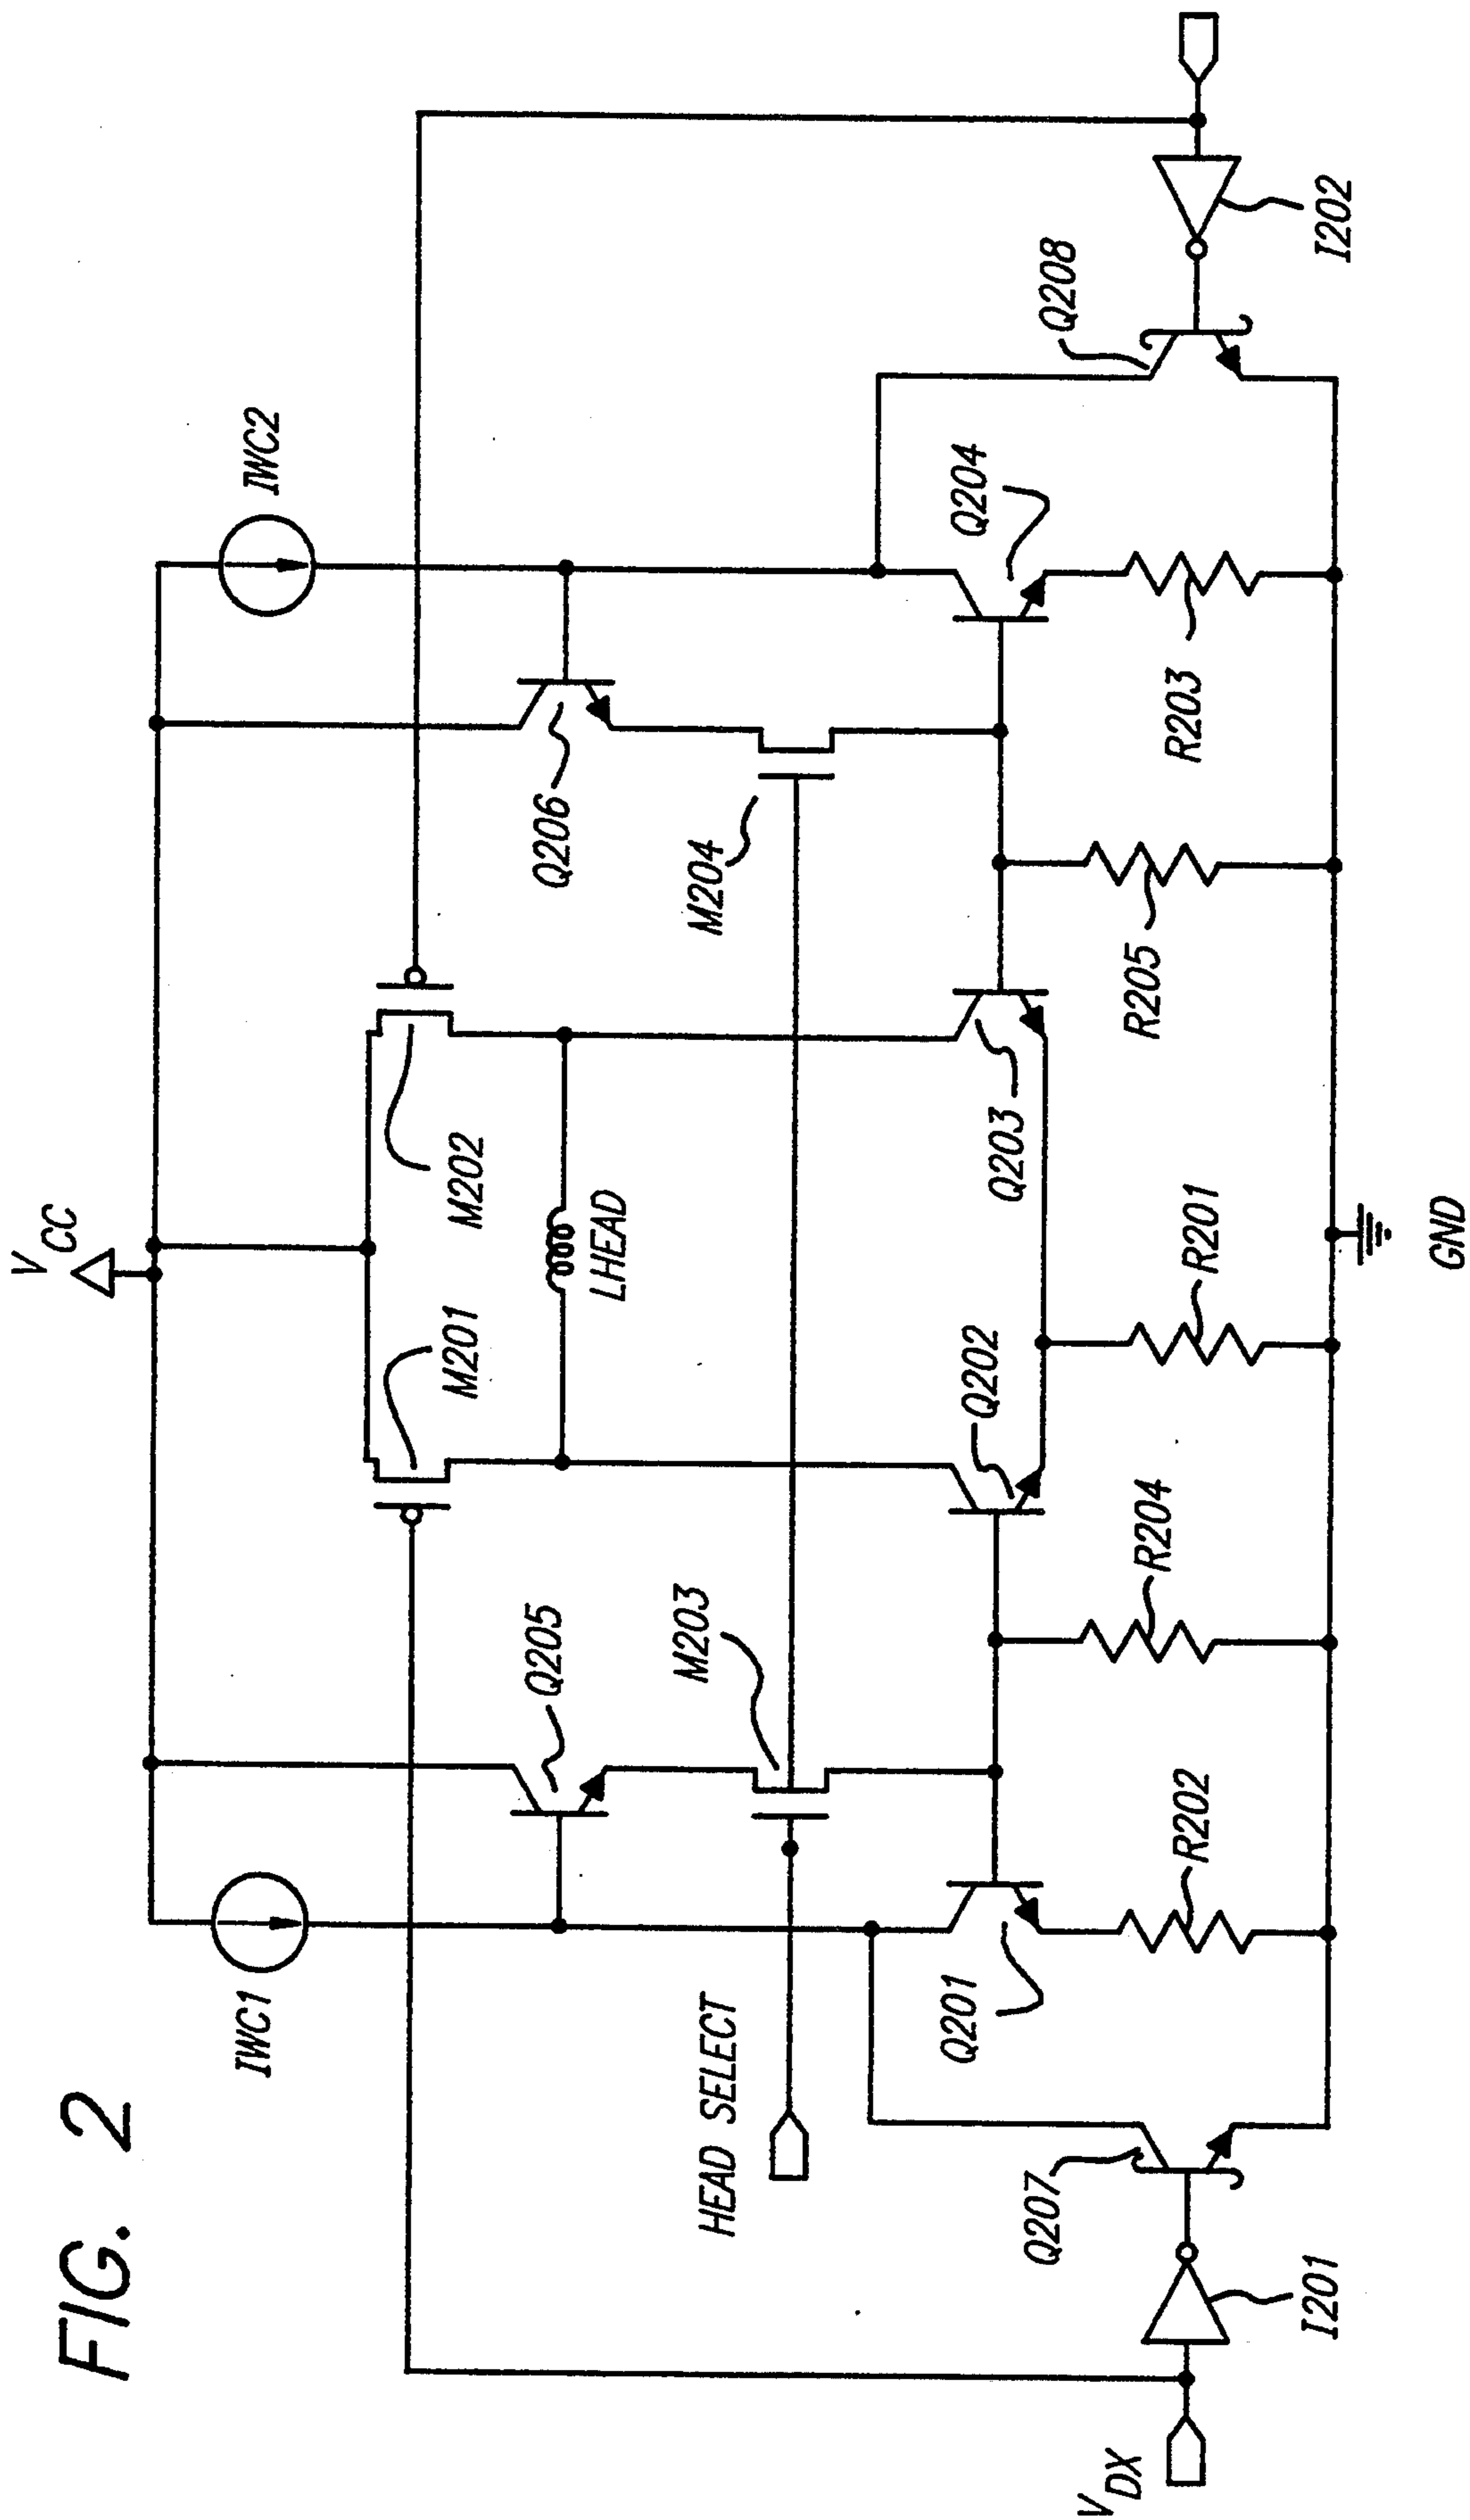 FIG. 2
VCC
IWC1
IWC2
Q205
M201
M202
Q206
LHEAD
HEAD SELECT
M203
M204
Q201
Q202
Q203
Q204
Q207
Q208
R202
R204
R201
R205
R203
VDX
I201
GND
I202